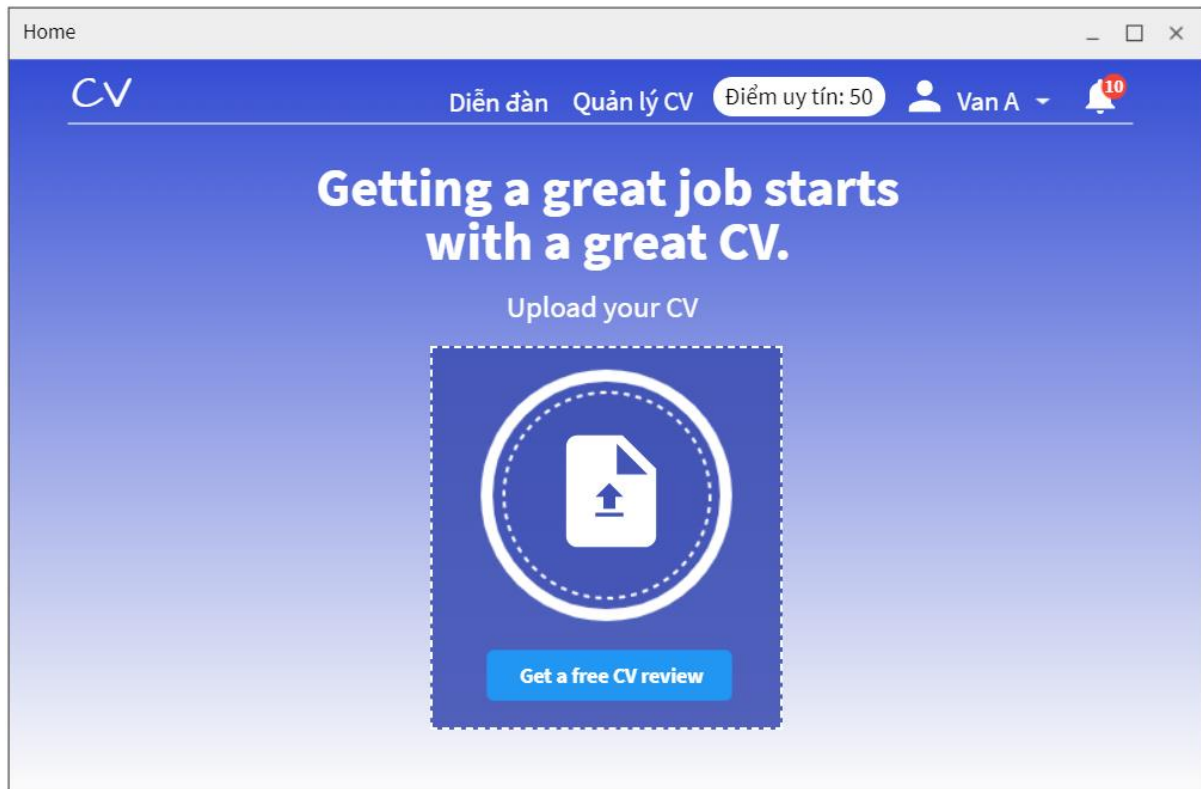 Home
CV
Diễn đàn Quản lý CV Điểm uy tín: 50 Van A 10
Getting a great job starts
with a great CV.
Upload your CV
Get a free CV review